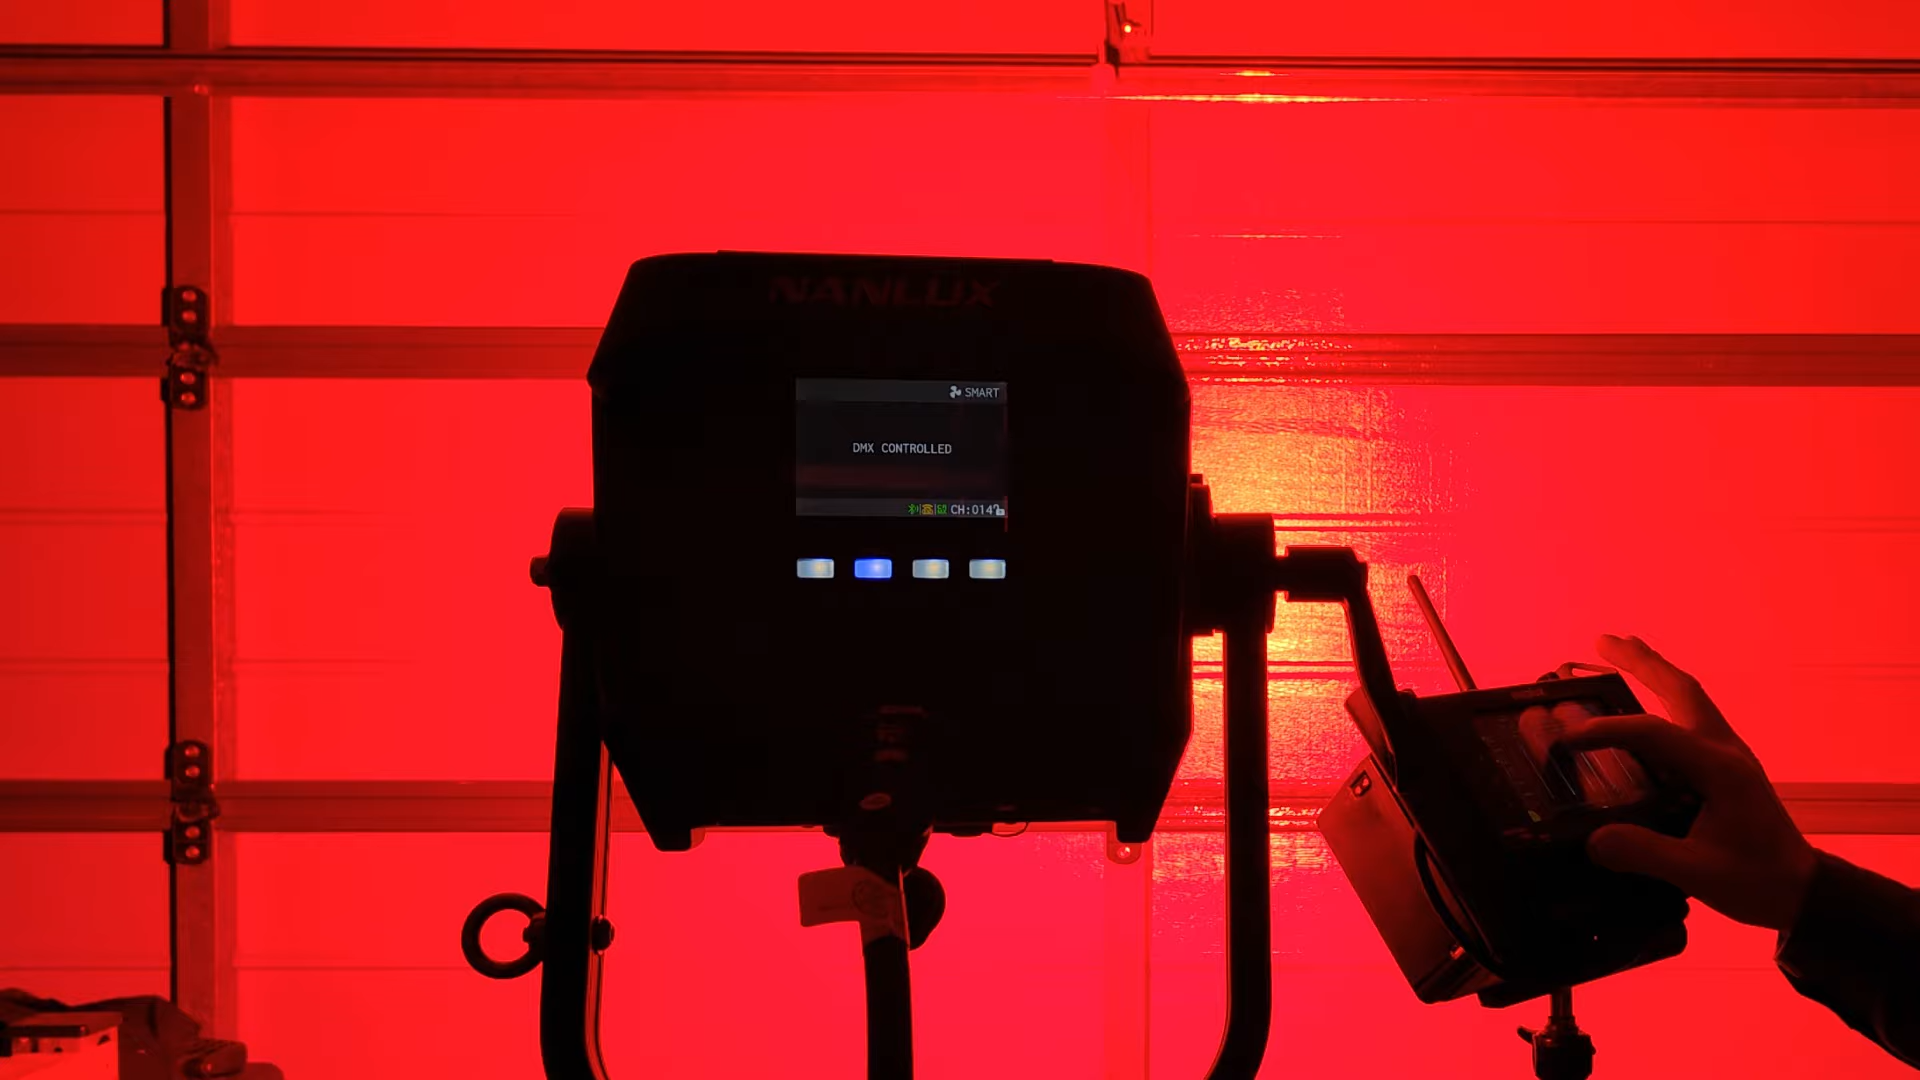 NANLUX
SMART
DMX CONTROLLED
CH:014